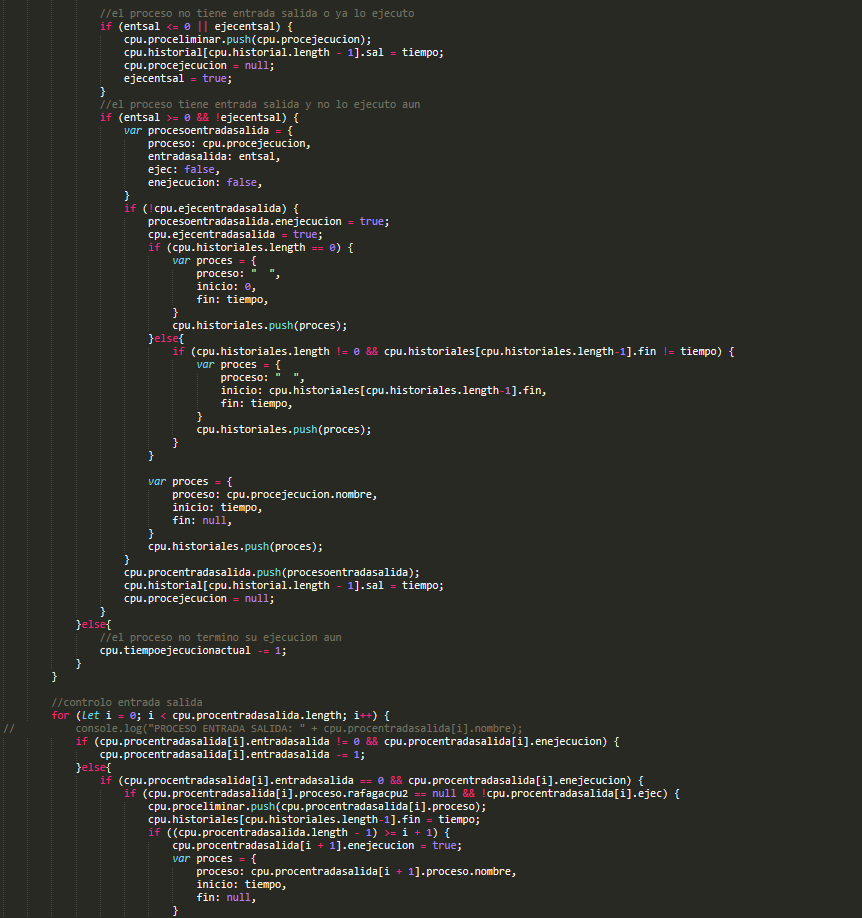 //el proceso no tiene entrada salida o ya lo ejecuto
if (entsal <= 0 || ejecentsal) {
cpu.proceliminar.push(cpu.procejecucion);
cpu.historial[cpu.historial.length - 1].sal = tiempo;
cpu.procejecucion = null;
ejecentsal = true;
}
//el proceso tiene entrada salida y no lo ejecuto aun
if (entsal >= 0 && !ejecentsal) {
var procesoentradasalida = {
proceso: cpu.procejecucion,
entradasalida: entsal,
ejec: false,
enejecucion: false,
}
if (!cpu.ejecentradasalida) {
procesoentradasalida.enejecucion = true;
cpu.ejecentradasalida = true;
if (cpu.historiales.length == 0) {
var proces = {
proceso: "  ",
inicio: 0,
fin: tiempo,
}
cpu.historiales.push(proces);
}else{
if (cpu.historiales.length != 0 && cpu.historiales[cpu.historiales.length-1].fin != tiempo) {
var proces = {
proceso: "  ",
inicio: cpu.historiales[cpu.historiales.length-1].fin,
fin: tiempo,
}
cpu.historiales.push(proces);
}
}
var proces = {
proceso: cpu.procejecucion.nombre,
inicio: tiempo,
fin: null,
}
cpu.historiales.push(proces);
}
cpu.procentradasalida.push(procesoentradasalida);
cpu.historial[cpu.historial.length - 1].sal = tiempo;
cpu.procejecucion = null;
}
}else{
//el proceso no termino su ejecucion aun
cpu.tiempoejecucionactual -= 1;
}
}
//controlo entrada salida
for (let i = 0; i < cpu.procentradasalida.length; i++) {
// console.log("PROCESO ENTRADA SALIDA: " + cpu.procentradasalida[i].nombre);
if (cpu.procentradasalida[i].entradasalida != 0 && cpu.procentradasalida[i].enejecucion) {
cpu.procentradasalida[i].entradasalida -= 1;
}else{
if (cpu.procentradasalida[i].entradasalida == 0 && cpu.procentradasalida[i].enejecucion) {
if (cpu.procentradasalida[i].proceso.rafagacpu2 == null && !cpu.procentradasalida[i].ejec) {
cpu.proceliminar.push(cpu.procentradasalida[i].proceso);
cpu.historiales[cpu.historiales.length-1].fin = tiempo;
if ((cpu.procentradasalida.length - 1) >= i + 1) {
cpu.procentradasalida[i + 1].enejecucion = true;
var proces = {
proceso: cpu.procentradasalida[i + 1].proceso.nombre,
inicio: tiempo,
fin: null,
}